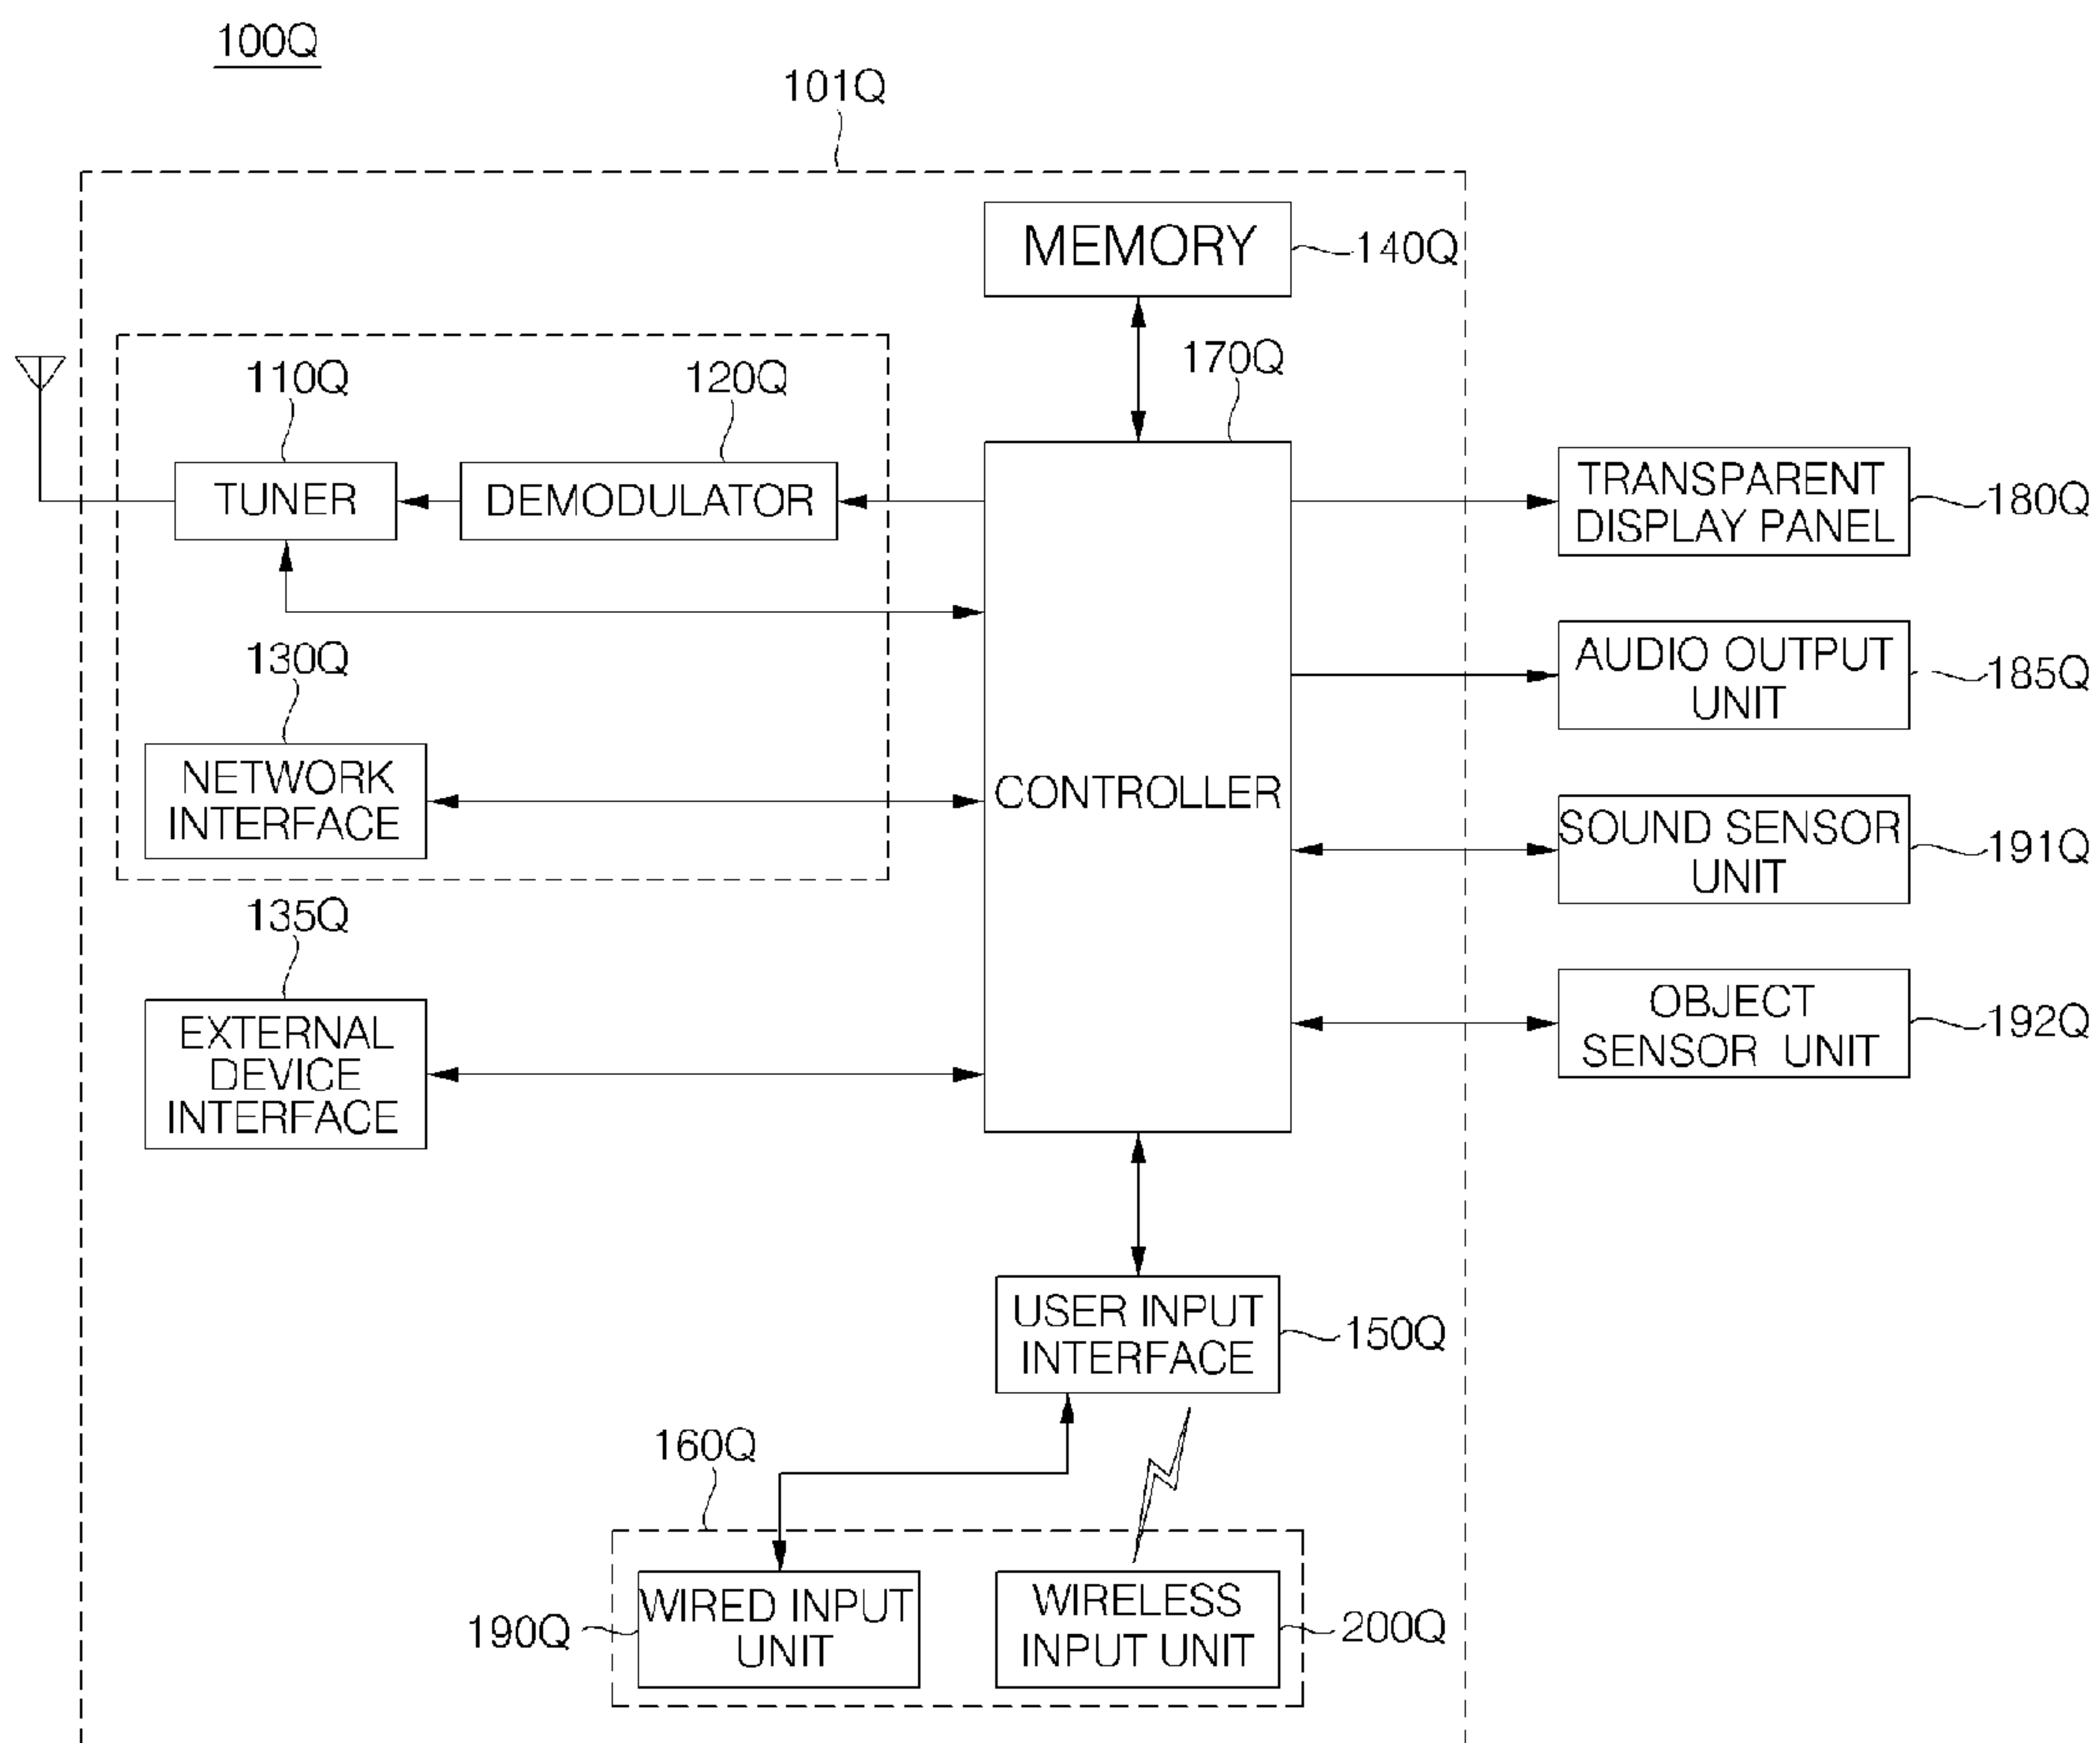 100Q
101Q
MEMORY
140Q
170Q
110Q
120Q
TUNER
DEMODULATOR
TRANSPARENT
DISPLAY PANEL
180Q
130Q
AUDIO OUTPUT
UNIT
185Q
NETWORK
INTERFACE
CONTROLLER
SOUND SENSOR
UNIT
191Q
135Q
EXTERNAL
DEVICE
INTERFACE
OBJECT
SENSOR UNIT
192Q
USER INPUT
INTERFACE
150Q
160Q
WIRED INPUT
UNIT
190Q
WIRELESS
INPUT UNIT
200Q